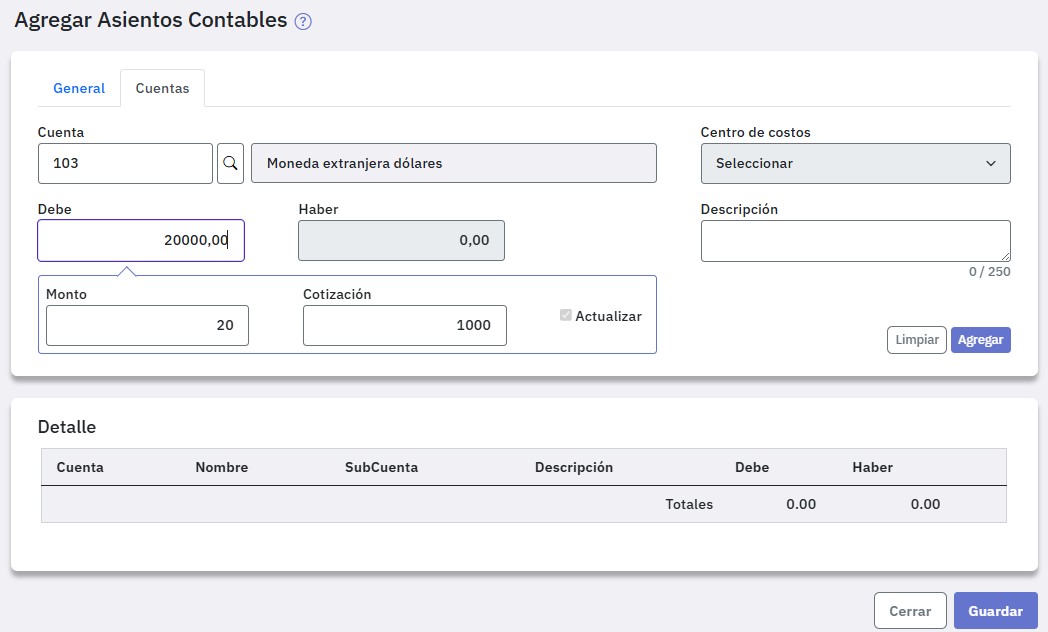 Agregar Asientos Contables ?
General Cuentas
Cuenta Centro de costos
103 Moneda extranjera dólares Seleccionar
Debe Haber Descripción
20000,00 0,00
0 / 250
Monto Cotización
20 1000 Actualizar
Limpiar Agregar
Detalle
Cuenta Nombre SubCuenta Descripción Debe Haber
Totales 0.00 0.00
Cerrar Guardar